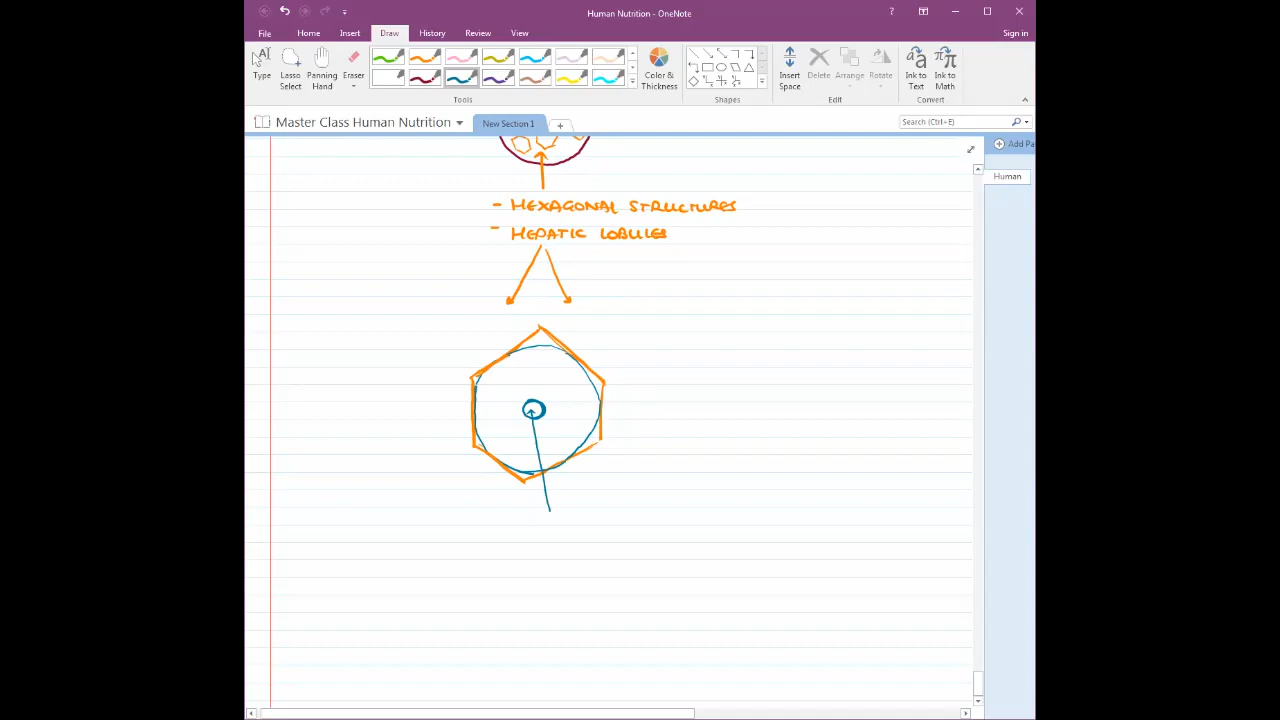 Human Nutrition - OneNote
?
File Home Insert Draw History Review View Sign in
Type Lasso Select Panning Hand Eraser Color & Thickness Insert Space Delete Arrange Rotate Ink to Text Ink to Math
Tools Shapes Edit Convert
Master Class Human Nutrition New Section 1 Search (Ctrl+E)
Add Pa
Human
- HEXAGONAL STRUCTURES
- HEPATIC LOBULES